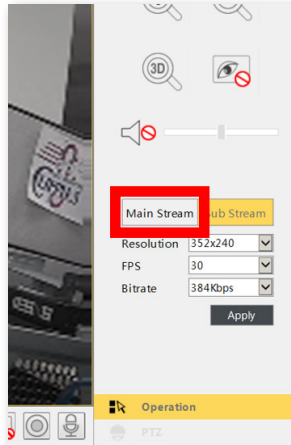 3D
Main Stream
Sub Stream
Resolution 352x240
FPS 30
Bitrate 384Kbps
Apply
Operation
PTZ